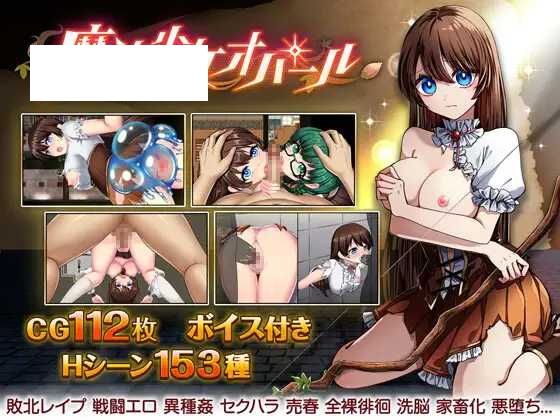 オパール
CG112枚 ボイス付き
Hシーン153種
敗北レイプ 戦闘エロ 異種姦 セクハラ 売春 全裸徘徊 洗脳 家畜化 悪堕ち...